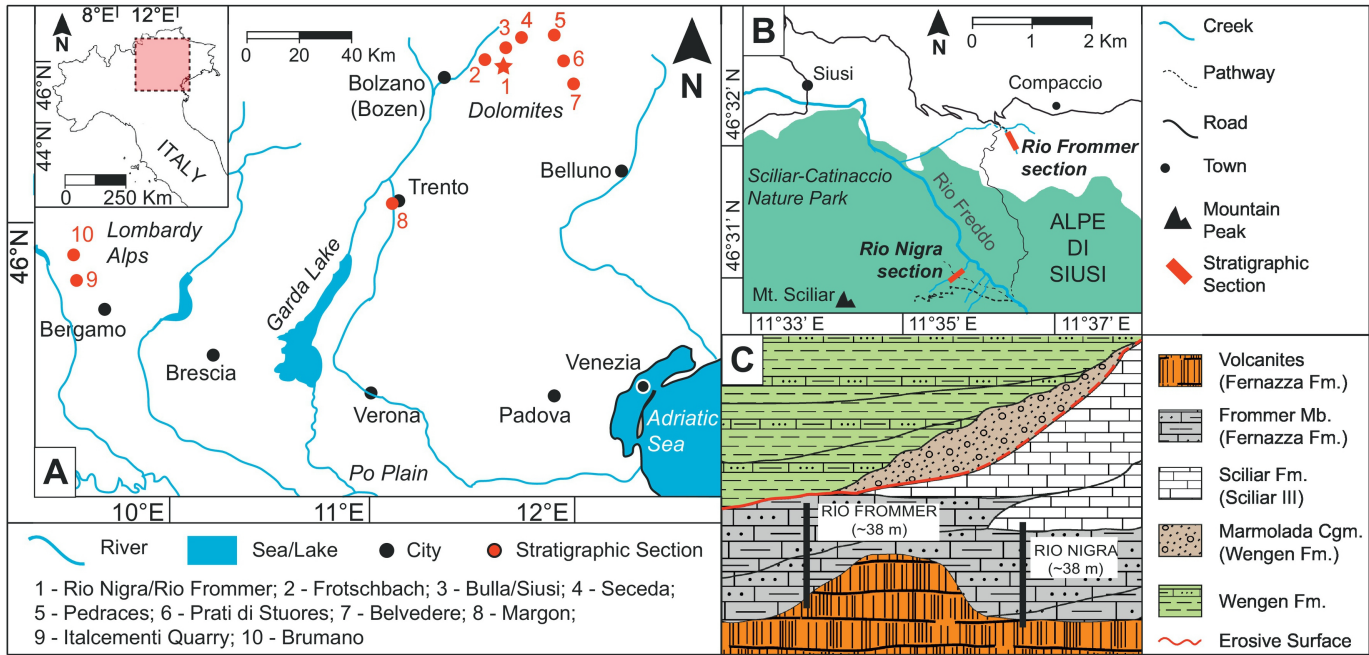 8°E 12°E
N
46°N
44°N
ITALY
0
250 Km
0 20 40 Km
N
Bolzano
(Bozen)
1
2
3
4
5
6
7
Dolomites
Belluno
Trento
8
46°N
10
Lombardy
Alps
9
Bergamo
Garda Lake
Brescia
Verona
Padova
Venezia
Adriatic
Sea
Po Plain
A
10°E 11°E 12°E
River Sea/Lake City Stratigraphic Section
1 - Rio Nigra/Rio Frommer; 2 - Frotschbach; 3 - Bulla/Siusi; 4 - Seceda;
5 - Pedraces; 6 - Prati di Stuores; 7 - Belvedere; 8 - Margon;
9 - Italcementi Quarry; 10 - Brumano
B
N
0 1 2 Km
Siusi
Compaccio
46°32' N
Rio Frommer
section
Sciliar-Catinaccio
Nature Park
Rio Freddo
46°31' N
Rio Nigra
section
ALPE
DI
SIUSI
Mt. Sciliar
11°33' E 11°35' E 11°37' E
Creek
Pathway
Road
Town
Mountain
Peak
Stratigraphic
Section
C
RIO FROMMER
(~38 m)
RIO NIGRA
(~38 m)
Volcanites
(Fernazza Fm.)
Frommer Mb.
(Fernazza Fm.)
Sciliar Fm.
(Sciliar III)
Marmolada Cgm.
(Wengen Fm.)
Wengen Fm.
Erosive Surface